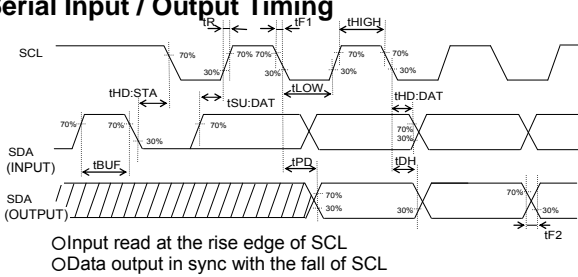 Serial Input / Output Timing
tR tF1 tHIGH
SCL 70% 70% 70% 70% 70%
30% 30% 30% 30%
tHD:STA tSU:DAT tLOW tHD:DAT
70% 70% 30% 70% 70% 30%
SDA
(INPUT)
tBUF tPD tDH
SDA
(OUTPUT)
70% 30% 30% 70% 30%
tF2
○Input read at the rise edge of SCL
○Data output in sync with the fall of SCL